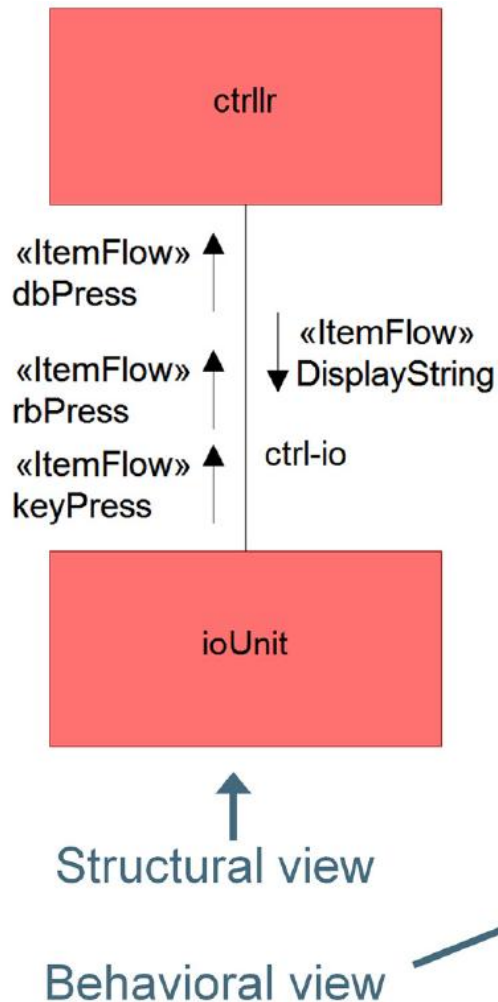 ctrllr
«ItemFlow»
dbPress
«ItemFlow»
DisplayString
«ItemFlow»
rbPress
«ItemFlow»
keyPress
ctrl-io
ioUnit
Structural view
Behavioral view